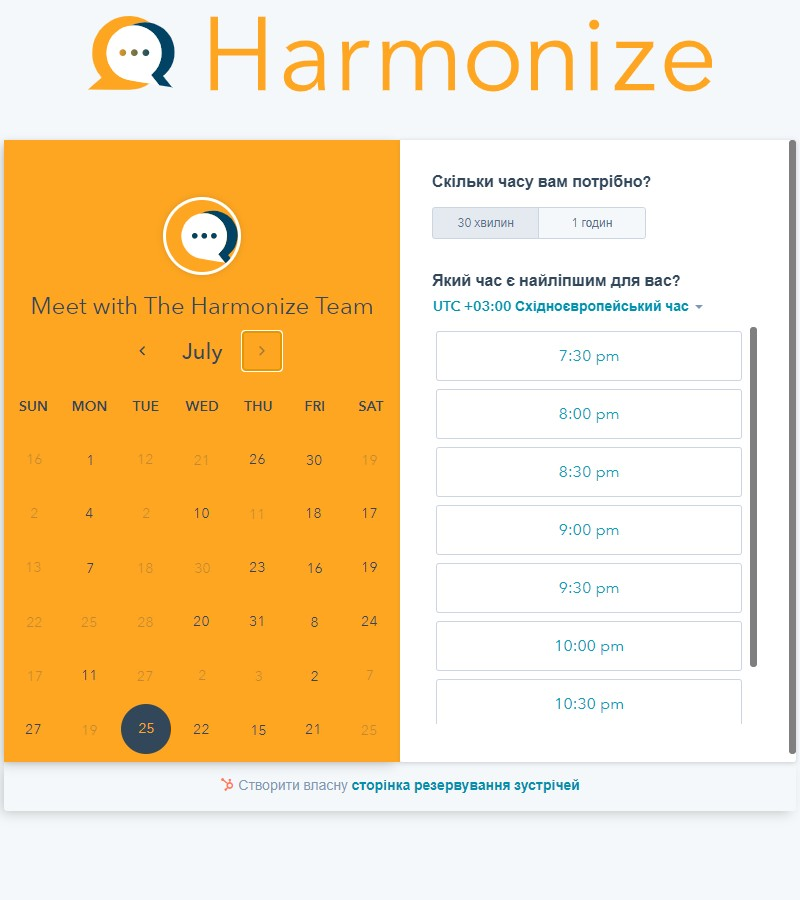 Harmonize
Meet with The Harmonize Team
July
SUN MON TUE WED THU FRI SAT
16 1 12 21 26 30 19
2 4 2 10 11 18 17
13 7 18 30 23 16 19
22 25 28 20 31 8 24
17 11 27 2 3 2 7
27 19 25 22 15 21 25
Скільки часу вам потрібно?
30 хвилин 1 годин
Який час є найліпшим для вас?
UTC +03:00 Східноєвропейський час
7:30 pm
8:00 pm
8:30 pm
9:00 pm
9:30 pm
10:00 pm
10:30 pm
Створити власну сторінка резервування зустрічей